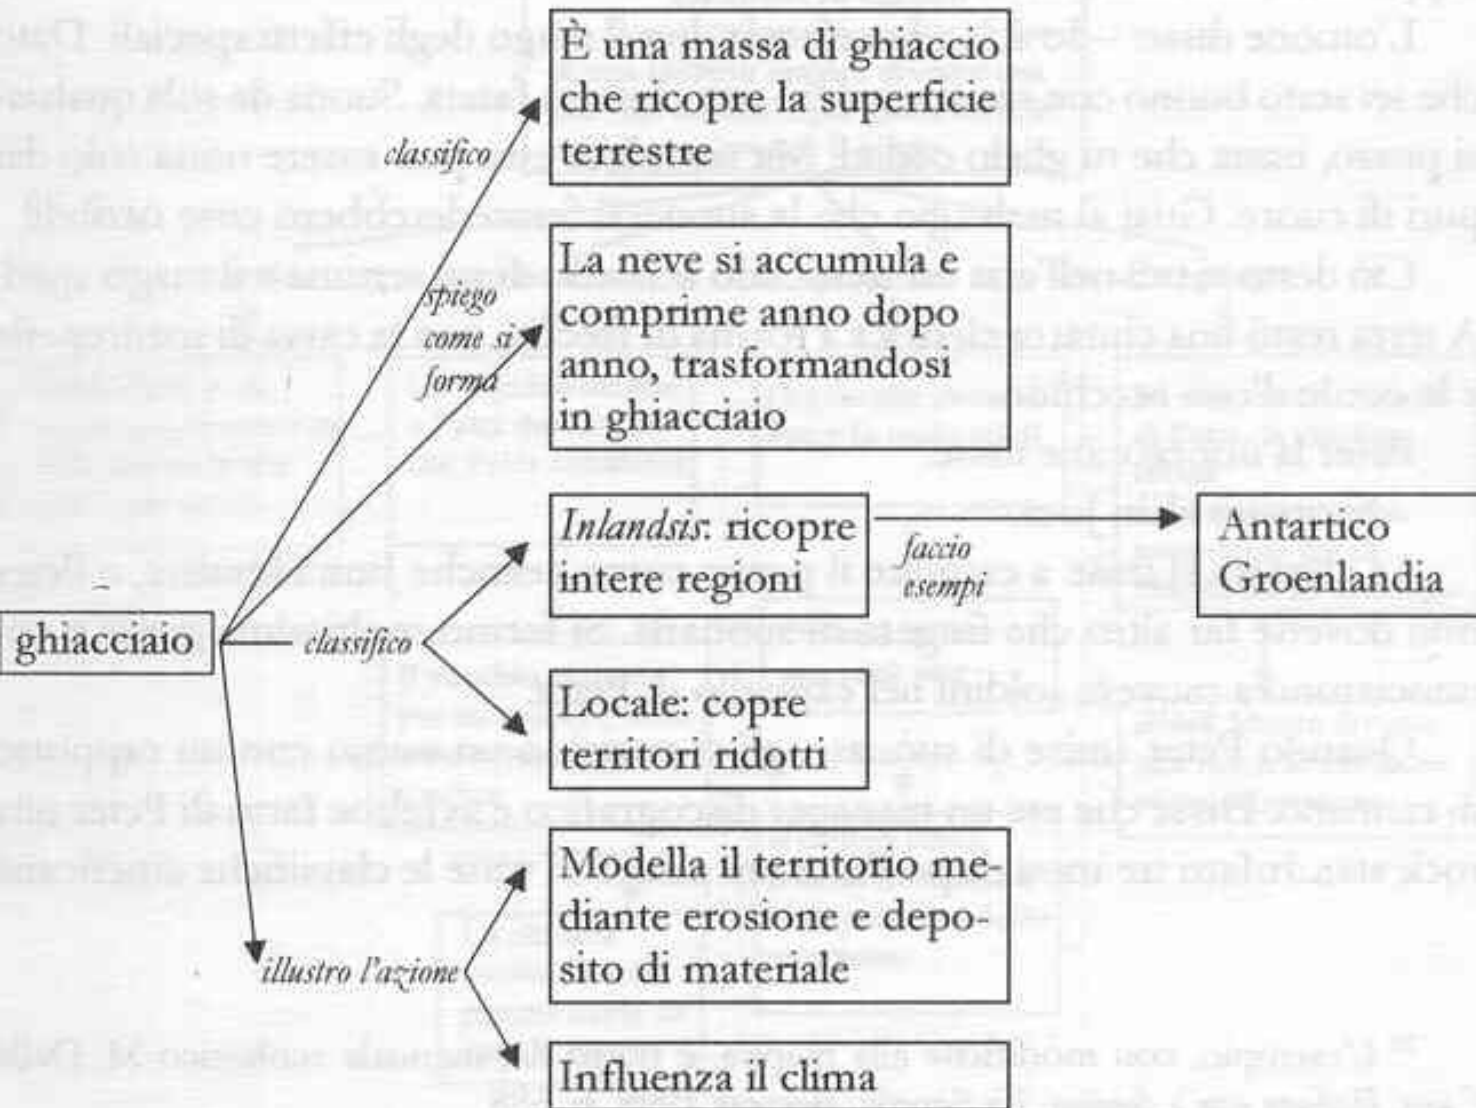 È una massa di ghiaccio
che ricopre la superficie
terrestre
classifico
La neve si accumula e
comprime anno dopo
anno, trasformandosi
in ghiacciaio
spiego
come si
forma
Inlandsis: ricopre
intere regioni
faccio
esempi
Antartico
Groenlandia
ghiacciaio
classifico
Locale: copre
territori ridotti
Modella il territorio me-
diante erosione e depo-
sito di materiale
illustro l'azione
Influenza il clima